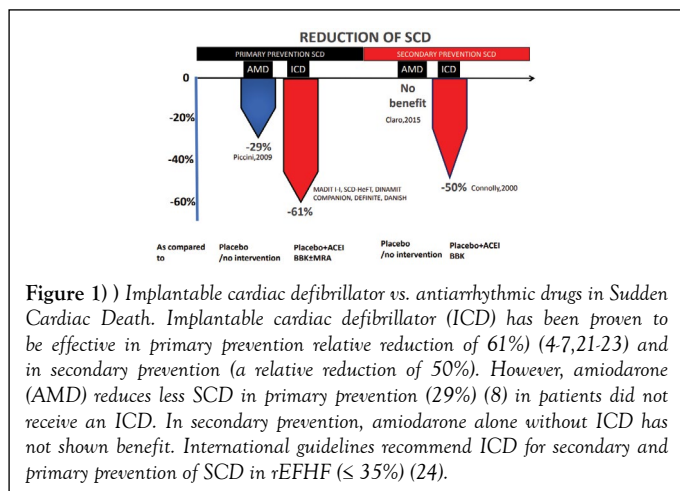 REDUCTION OF SCD
PRIMARY PREVENTION SCD
SECONDARY PREVENTION SCD
AMD
ICD
AMD
ICD
0
-20%
-40%
-60%
-29%
Piccini,2009
-61%
MADIT I-I, SCD-HeFT, DINAMIT
COMPANION, DEFINITE, DANISH
No
benefit
Claro,2015
-50%
Connolly,2000
As compared
to
Placebo
/no intervention
Placebo+ACEI
BBK±MRA
Placebo
/no intervention
Placebo+ACEI
BBK
Figure 1) ) Implantable cardiac defibrillator vs. antiarrhythmic drugs in Sudden
Cardiac Death. Implantable cardiac defibrillator (ICD) has been proven to
be effective in primary prevention relative reduction of 61%) (4-7,21-23) and
in secondary prevention (a relative reduction of 50%). However, amiodarone
(AMD) reduces less SCD in primary prevention (29%) (8) in patients did not
receive an ICD. In secondary prevention, amiodarone alone without ICD has
not shown benefit. International guidelines recommend ICD for secondary and
primary prevention of SCD in rEFHF (≤ 35%) (24).